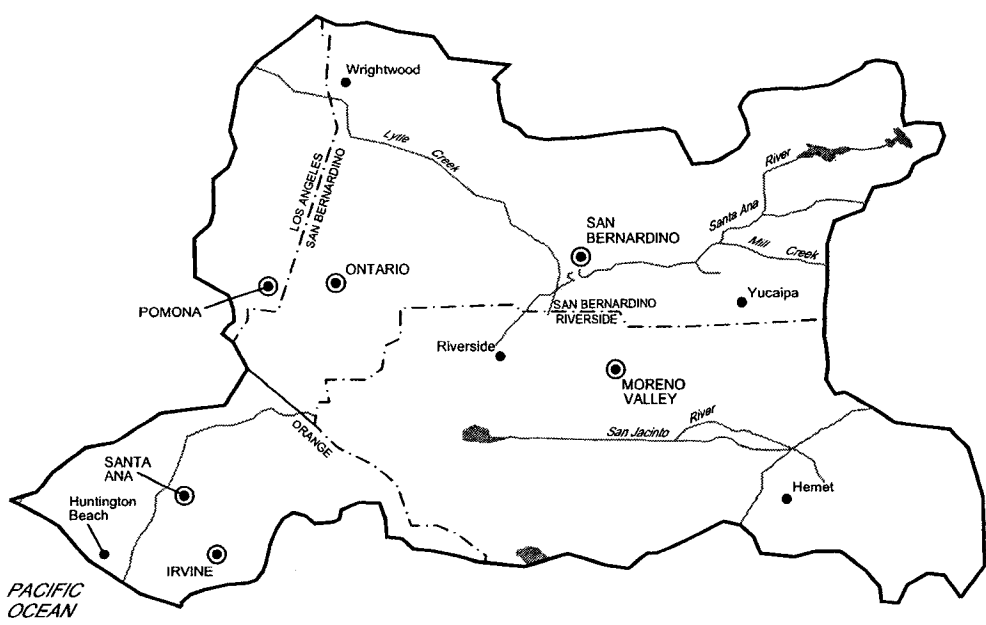 Wrightwood
Lytle Creek
River
LOS ANGELES
SAN BERNARDINO
Santa Ana
SAN
BERNARDINO
Mill Creek
ONTARIO
POMONA
Yucaipa
SAN BERNARDINO
RIVERSIDE
Riverside
MORENO
VALLEY
River
San Jacinto
ORANGE
SANTA
ANA
Hemet
Huntington
Beach
IRVINE
PACIFIC
OCEAN